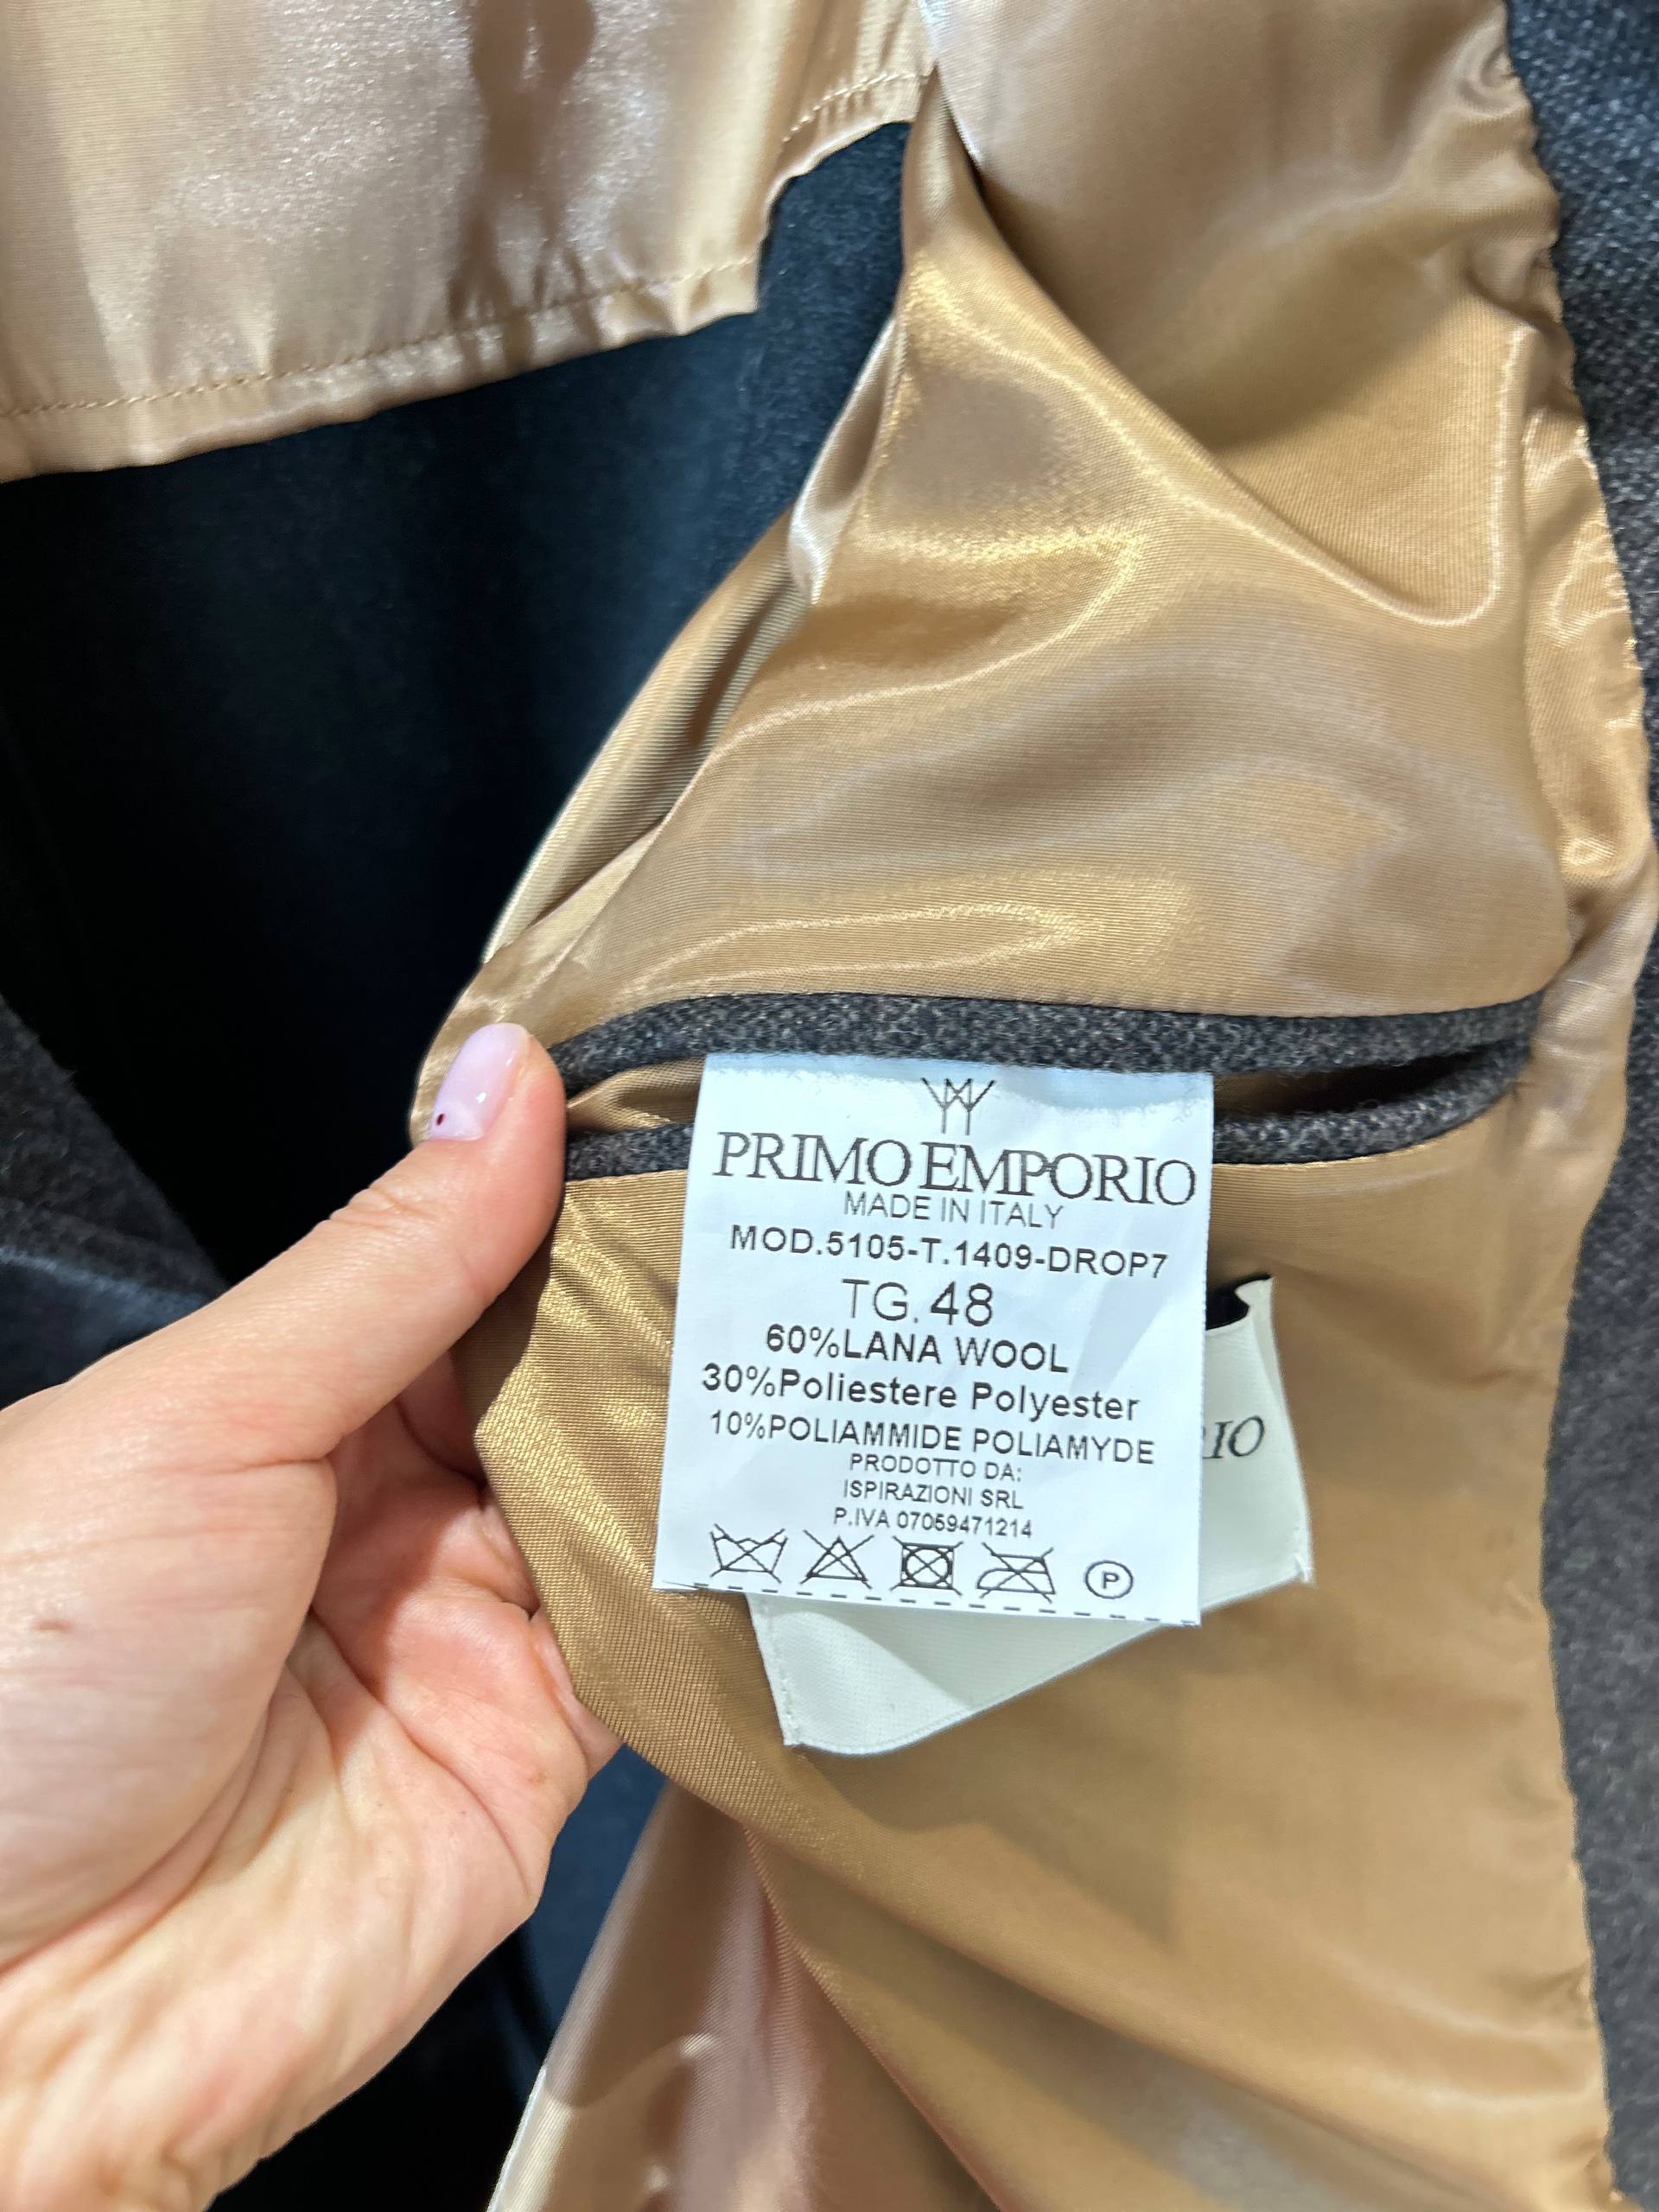 PRIMO EMPORIO
MADE IN ITALY
MOD.5105-T.1409-DROP7
TG.48
60%LANA WOOL
30%Poliestere Polyester
10%POLIAMMIDE POLIAMYDE
PRODOTTO DA:
ISPIRAZIONI SRL
P.IVA 07059471214
P